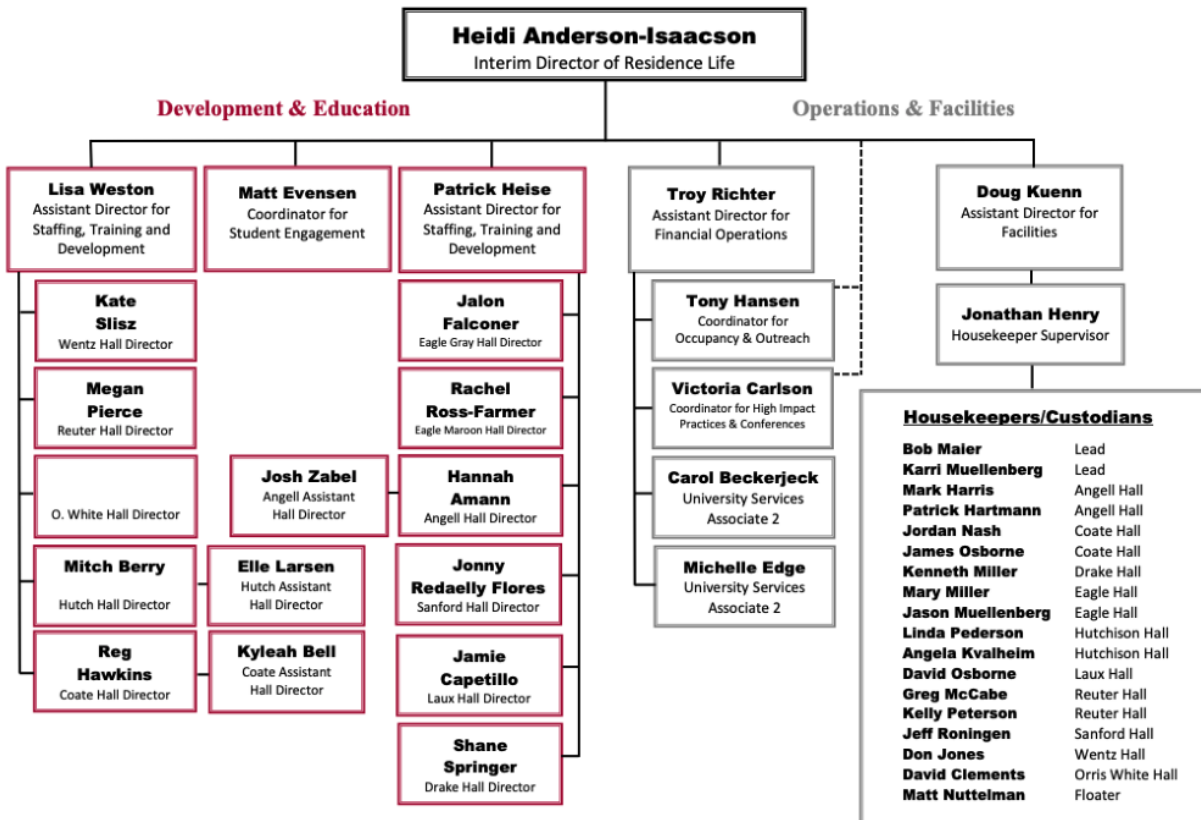 Heidi Anderson-Isaacson
Interim Director of Residence Life
Development & Education
Operations & Facilities
Lisa Weston
Assistant Director for
Staffing, Training and
Development
Matt Evensen
Coordinator for
Student Engagement
Patrick Heise
Assistant Director for
Staffing, Training and
Development
Troy Richter
Assistant Director for
Financial Operations
Doug Kuenn
Assistant Director for
Facilities
Kate
Slisz
Wentz Hall Director
Megan
Pierce
Reuter Hall Director
O. White Hall Director
Mitch Berry
Hutch Hall Director
Reg
Hawkins
Coate Hall Director
Josh Zabel
Angell Assistant
Hall Director
Elle Larsen
Hutch Assistant
Hall Director
Kyleah Bell
Coate Assistant
Hall Director
Jalon
Falconer
Eagle Gray Hall Director
Rachel
Ross-Farmer
Eagle Maroon Hall Director
Hannah
Amann
Angell Hall Director
Jonny
Redaelly Flores
Sanford Hall Director
Jamie
Capetillo
Laux Hall Director
Shane
Springer
Drake Hall Director
Tony Hansen
Coordinator for
Occupancy & Outreach
Victoria Carlson
Coordinator for High Impact
Practices & Conferences
Carol Beckerjeck
University Services
Associate 2
Michelle Edge
University Services
Associate 2
Jonathan Henry
Housekeeper Supervisor
Housekeepers/Custodians
Bob Maier Lead
Karri Muellenberg Lead
Mark Harris Angell Hall
Patrick Hartmann Angell Hall
Jordan Nash Coate Hall
James Osborne Coate Hall
Kenneth Miller Drake Hall
Mary Miller Eagle Hall
Jason Muellenberg Eagle Hall
Linda Pederson Hutchison Hall
Angela Kvalheim Hutchison Hall
David Osborne Laux Hall
Greg McCabe Reuter Hall
Kelly Peterson Reuter Hall
Jeff Roningen Sanford Hall
Don Jones Wentz Hall
David Clements Orris White Hall
Matt Nuttelman Floater